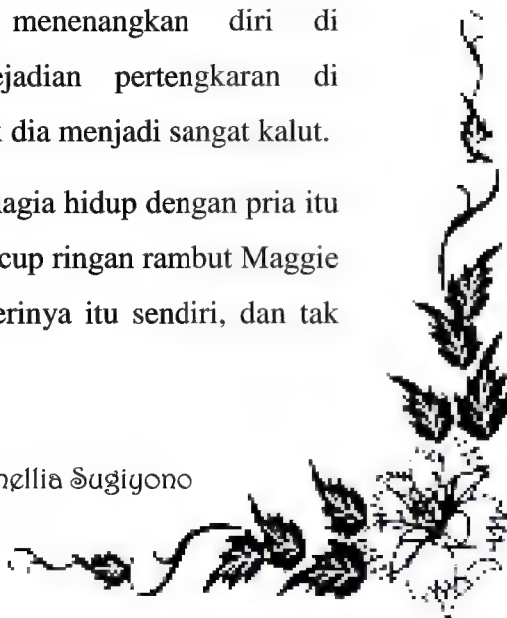 menenangkan diri di
ejadian pertengkaran di
k dia menjadi sangat kalut.
nagia hidup dengan pria itu
cup ringan rambut Maggie
erinya itu sendiri, dan tak
nellia Sugiyono